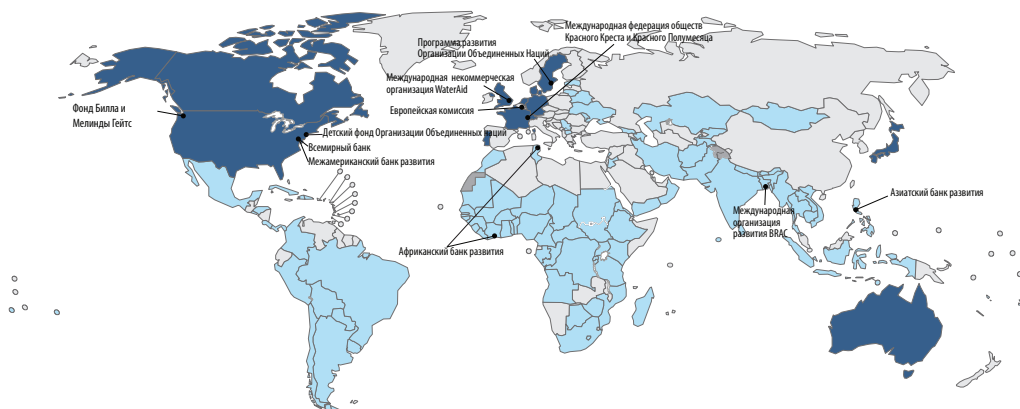 Международная федерация обществ
Красного Креста и Красного Полумесяца
Программа развития
Организации Объединенных Наций
Международная некоммерческая
организация WaterAid
Европейская комиссия
Фонд Билла и
Мелинды Гейтс
Детский фонд Организации Объединенных наций
Всемирный банк
Межамериканский банк развития
Азиатский банк развития
Международная
организация
развития BRAC
Африканский банк развития